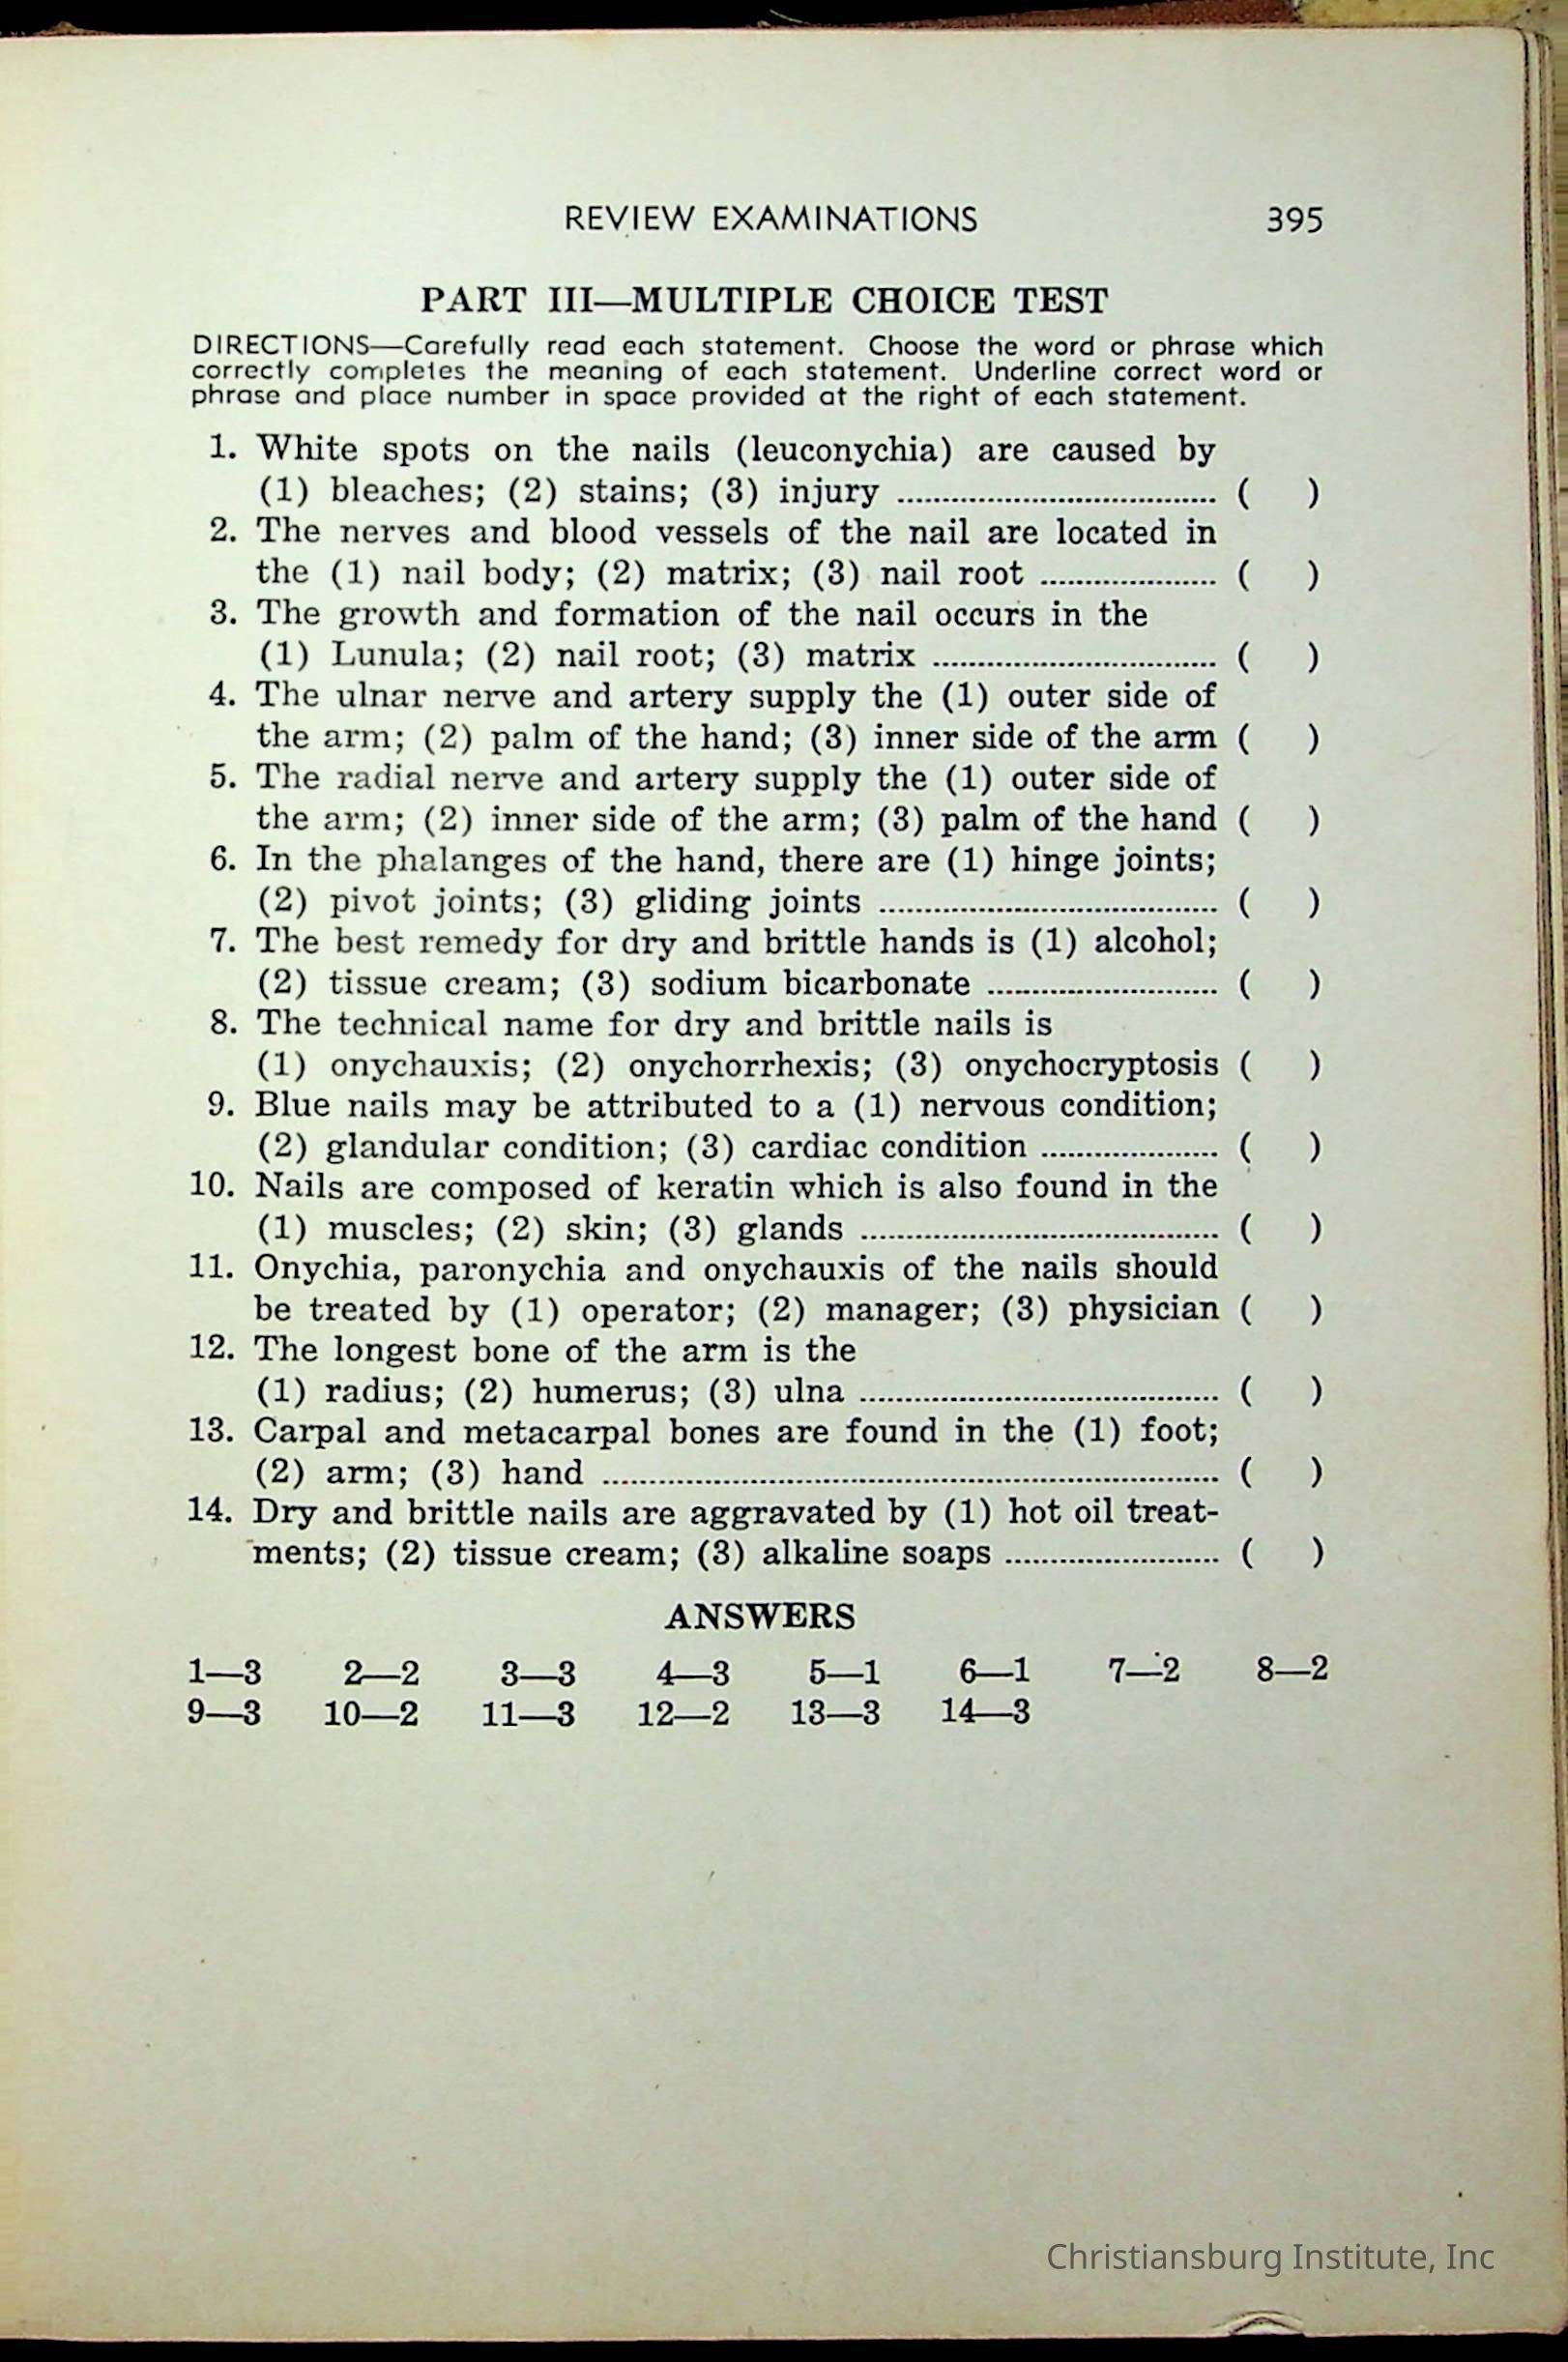 REVIEW EXAMINATIONS 395
PART III—MULTIPLE CHOICE TEST
DIRECTIONS—Carefully read each statement. Choose the word or phrase which
correctly completes the meaning of each statement. Underline correct word or
phrase and place number in space provided at the right of each statement.
1. White spots on the nails (leuconychia) are caused by
(1) bleaches; (2) stains; (3) injury ........ ( )
2. The nerves and blood vessels of the nail are located in
the (1) nail body; (2) matrix; (3) nail root ........ ( )
3. The growth and formation of the nail occurs in the
(1) Lunula; (2) nail root; (3) matrix ........ ( )
4. The ulnar nerve and artery supply the (1) outer side of
the arm; (2) palm of the hand; (3) inner side of the arm ( )
5. The radial nerve and artery supply the (1) outer side of
the arm; (2) inner side of the arm; (3) palm of the hand ( )
6. In the phalanges of the hand, there are (1) hinge joints;
(2) pivot joints; (3) gliding joints ........ ( )
7. The best remedy for dry and brittle hands is (1) alcohol;
(2) tissue cream; (3) sodium bicarbonate ........ ( )
8. The technical name for dry and brittle nails is
(1) onychauxis; (2) onychorrhexis; (3) onychocryptosis ( )
9. Blue nails may be attributed to a (1) nervous condition;
(2) glandular condition; (3) cardiac condition ........ ( )
10. Nails are composed of keratin which is also found in the
(1) muscles; (2) skin; (3) glands ........ ( )
11. Onychia, paronychia and onychauxis of the nails should
be treated by (1) operator; (2) manager; (3) physician ( )
12. The longest bone of the arm is the
(1) radius; (2) humerus; (3) ulna ........ ( )
13. Carpal and metacarpal bones are found in the (1) foot;
(2) arm; (3) hand ........ ( )
14. Dry and brittle nails are aggravated by (1) hot oil treat-
ments; (2) tissue cream; (3) alkaline soaps ........ ( )
ANSWERS
1—3 2—2 3—3 4—3 5—1 6—1 7—2 8—2
9—3 10—2 11—3 12—2 13—3 14—3
Christiansburg Institute, Inc